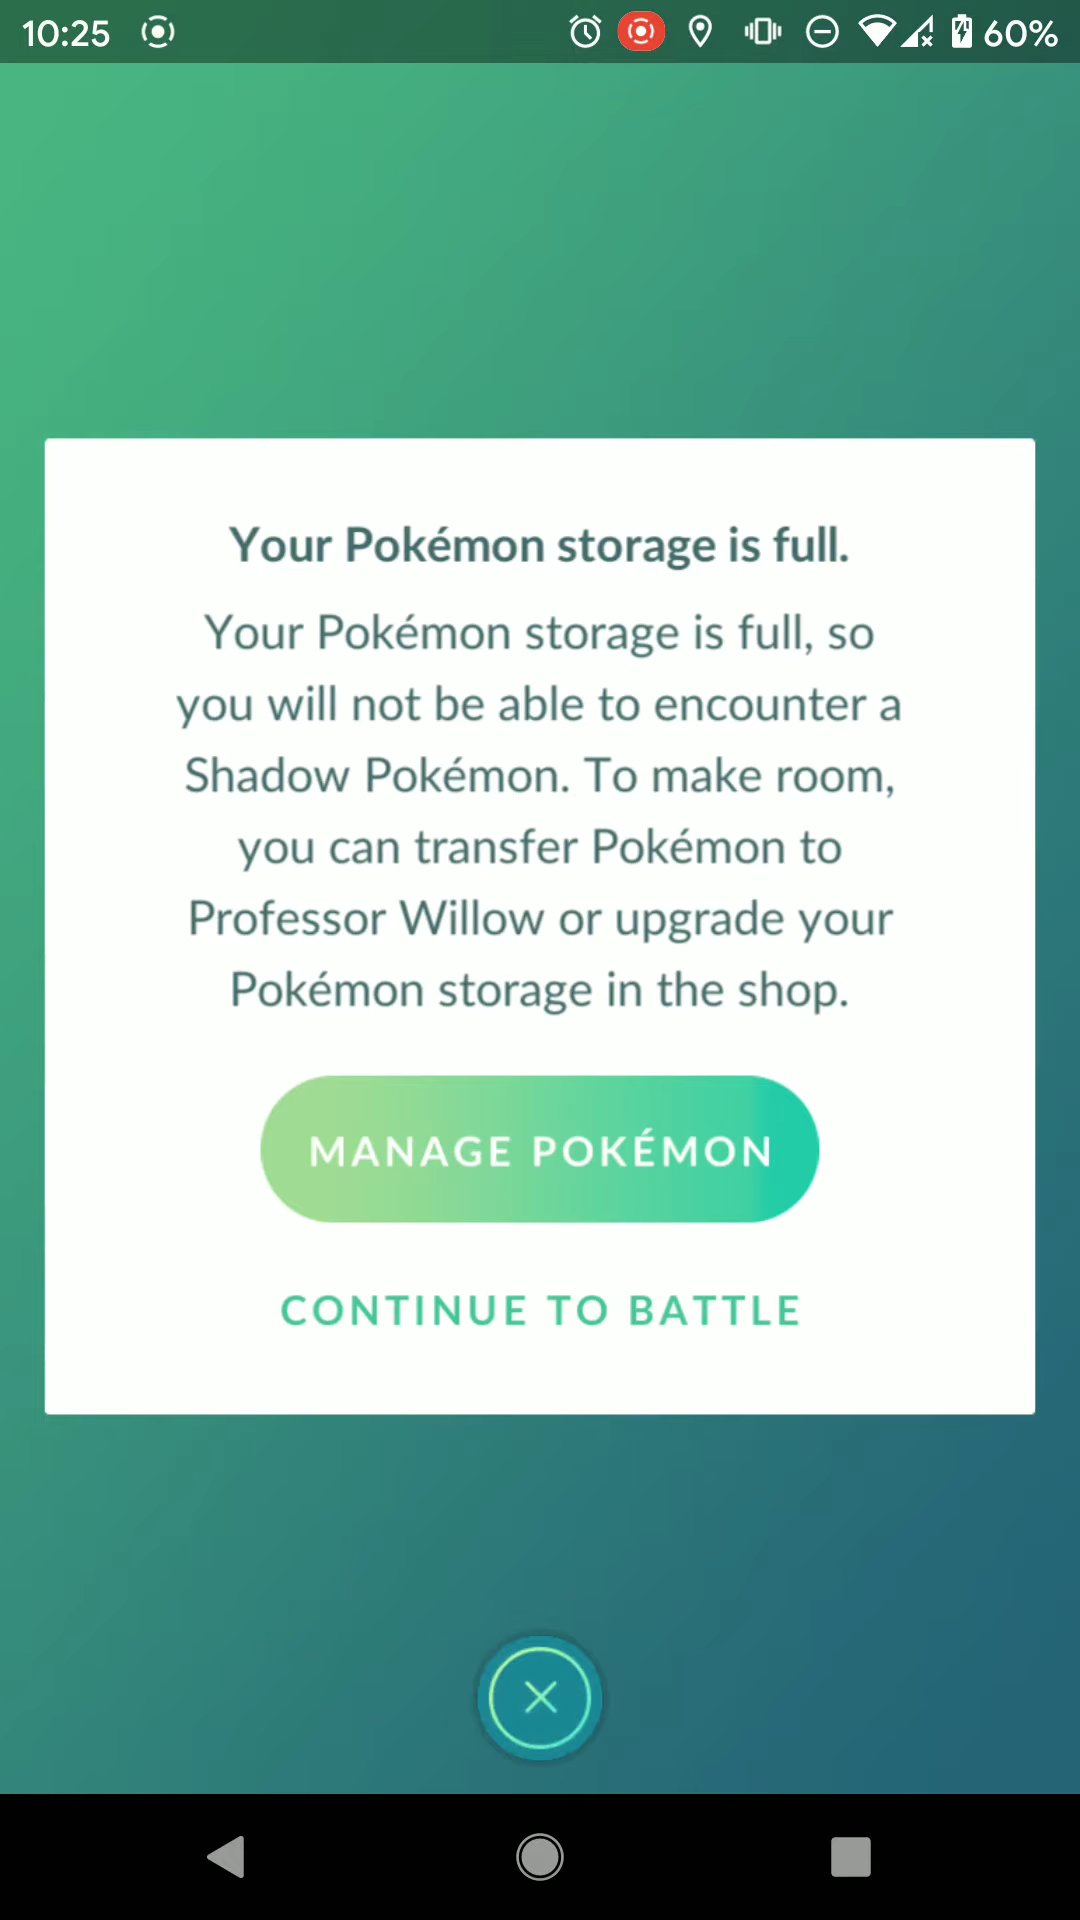 10:25
60%
Your Pokémon storage is full.
Your Pokémon storage is full, so
you will not be able to encounter a
Shadow Pokémon. To make room,
you can transfer Pokémon to
Professor Willow or upgrade your
Pokémon storage in the shop.
MANAGE POKÉMON
CONTINUE TO BATTLE